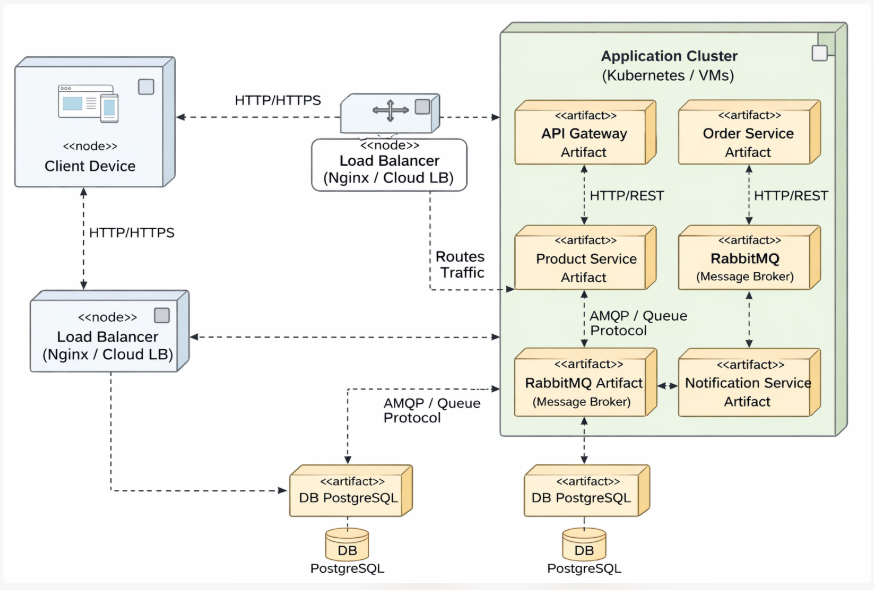 Application Cluster
(Kubernetes / VMs)
HTTP/HTTPS
<<node>>
Client Device
<<node>>
Load Balancer
(Nginx / Cloud LB)
<<artifact>>
API Gateway
Artifact
<<artifact>>
Order Service
Artifact
HTTP/REST
HTTP/REST
HTTP/HTTPS
Routes
Traffic
<<artifact>>
Product Service
Artifact
<<artifact>>
RabbitMQ
(Message Broker)
<<node>>
Load Balancer
(Nginx / Cloud LB)
AMQP / Queue
Protocol
<<artifact>>
RabbitMQ Artifact
(Message Broker)
<<artifact>>
Notification Service
Artifact
AMQP / Queue
Protocol
<<artifact>>
DB PostgreSQL
<<artifact>>
DB PostgreSQL
DB
PostgreSQL
DB
PostgreSQL